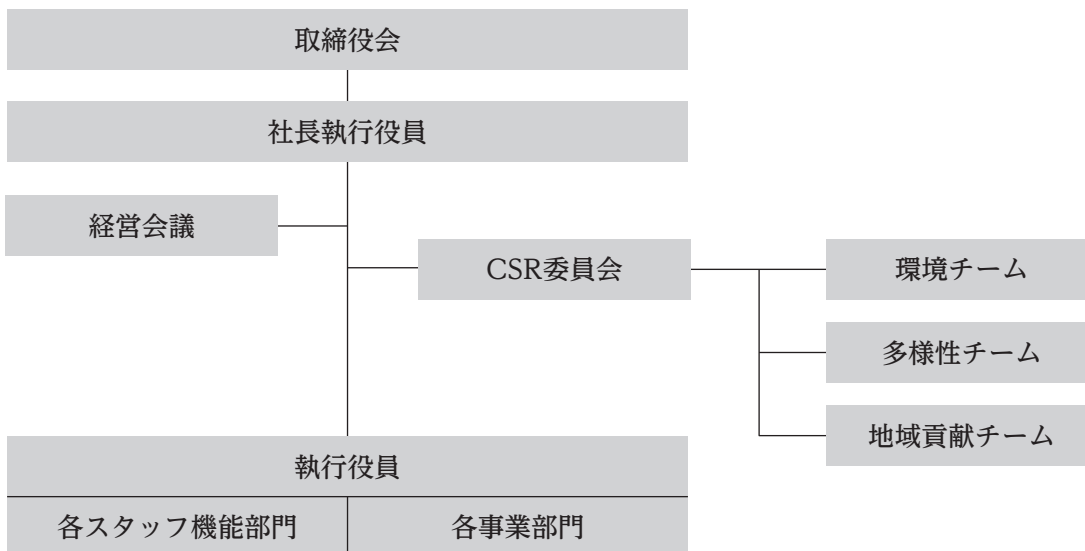 取締役会
社長執行役員
経営会議
CSR委員会
環境チーム
多様性チーム
地域貢献チーム
執行役員
各スタッフ機能部門
各事業部門